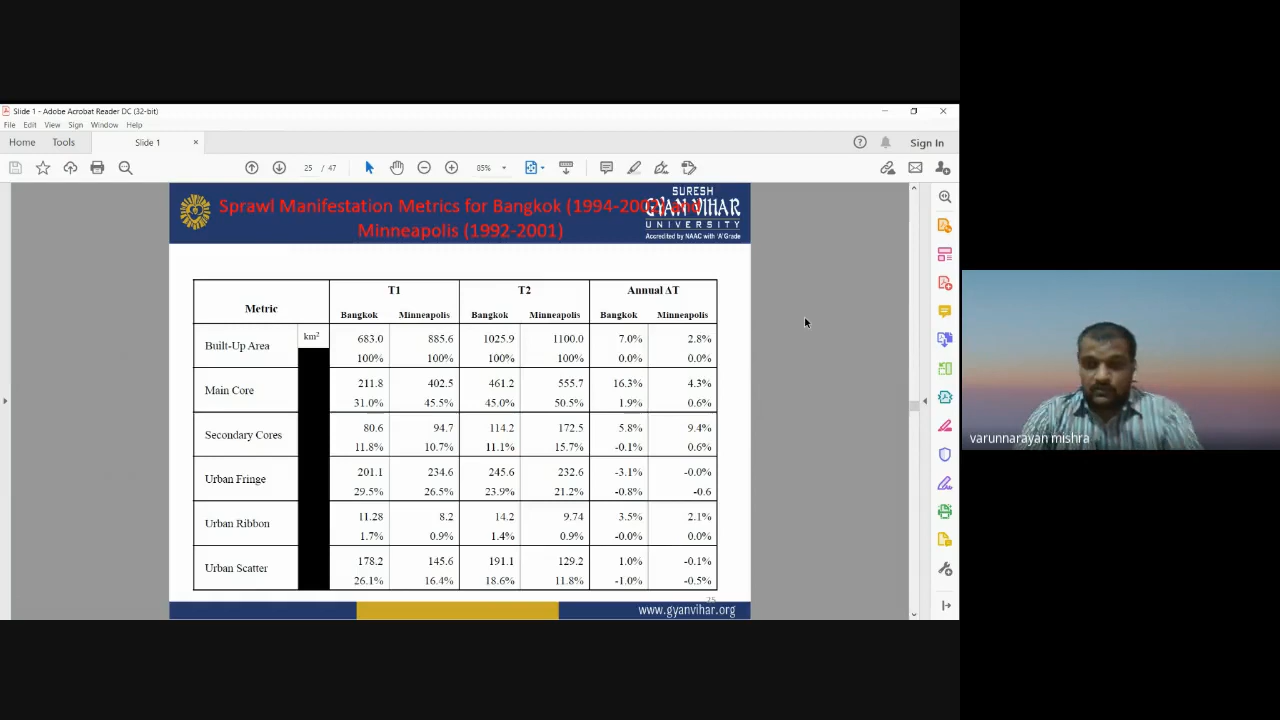 Slide 1 - Adobe Acrobat Reader DC (32-bit)
File Edit View Sign Window Help
Home Tools Slide 1 × Sign In
25 / 47 85%
Sprawl Manifestation Metrics for Bangkok (1994-200
Minneapolis (1992-2001)
SURESH
GYAN VIHAR
UNIVERSITY
Accredited by NAAC with 'A' Grade
Metric T1 T2 Annual ΔT
Bangkok Minneapolis Bangkok Minneapolis Bangkok Minneapolis
Built-Up Area km² 683.0 885.6 1025.9 1100.0 7.0% 2.8%
100% 100% 100% 100% 0.0% 0.0%
Main Core 211.8 402.5 461.2 555.7 16.3% 4.3%
31.0% 45.5% 45.0% 50.5% 1.9% 0.6%
Secondary Cores 80.6 94.7 114.2 172.5 5.8% 9.4%
11.8% 10.7% 11.1% 15.7% -0.1% 0.6%
Urban Fringe 201.1 234.6 245.6 232.6 -3.1% -0.0%
29.5% 26.5% 23.9% 21.2% -0.8% -0.6
Urban Ribbon 11.28 8.2 14.2 9.74 3.5% 2.1%
1.7% 0.9% 1.4% 0.9% -0.0% 0.0%
Urban Scatter 178.2 145.6 191.1 129.2 1.0% -0.1%
26.1% 16.4% 18.6% 11.8% -1.0% -0.5%
25
www.gyanvihar.org
varunnarayan mishra